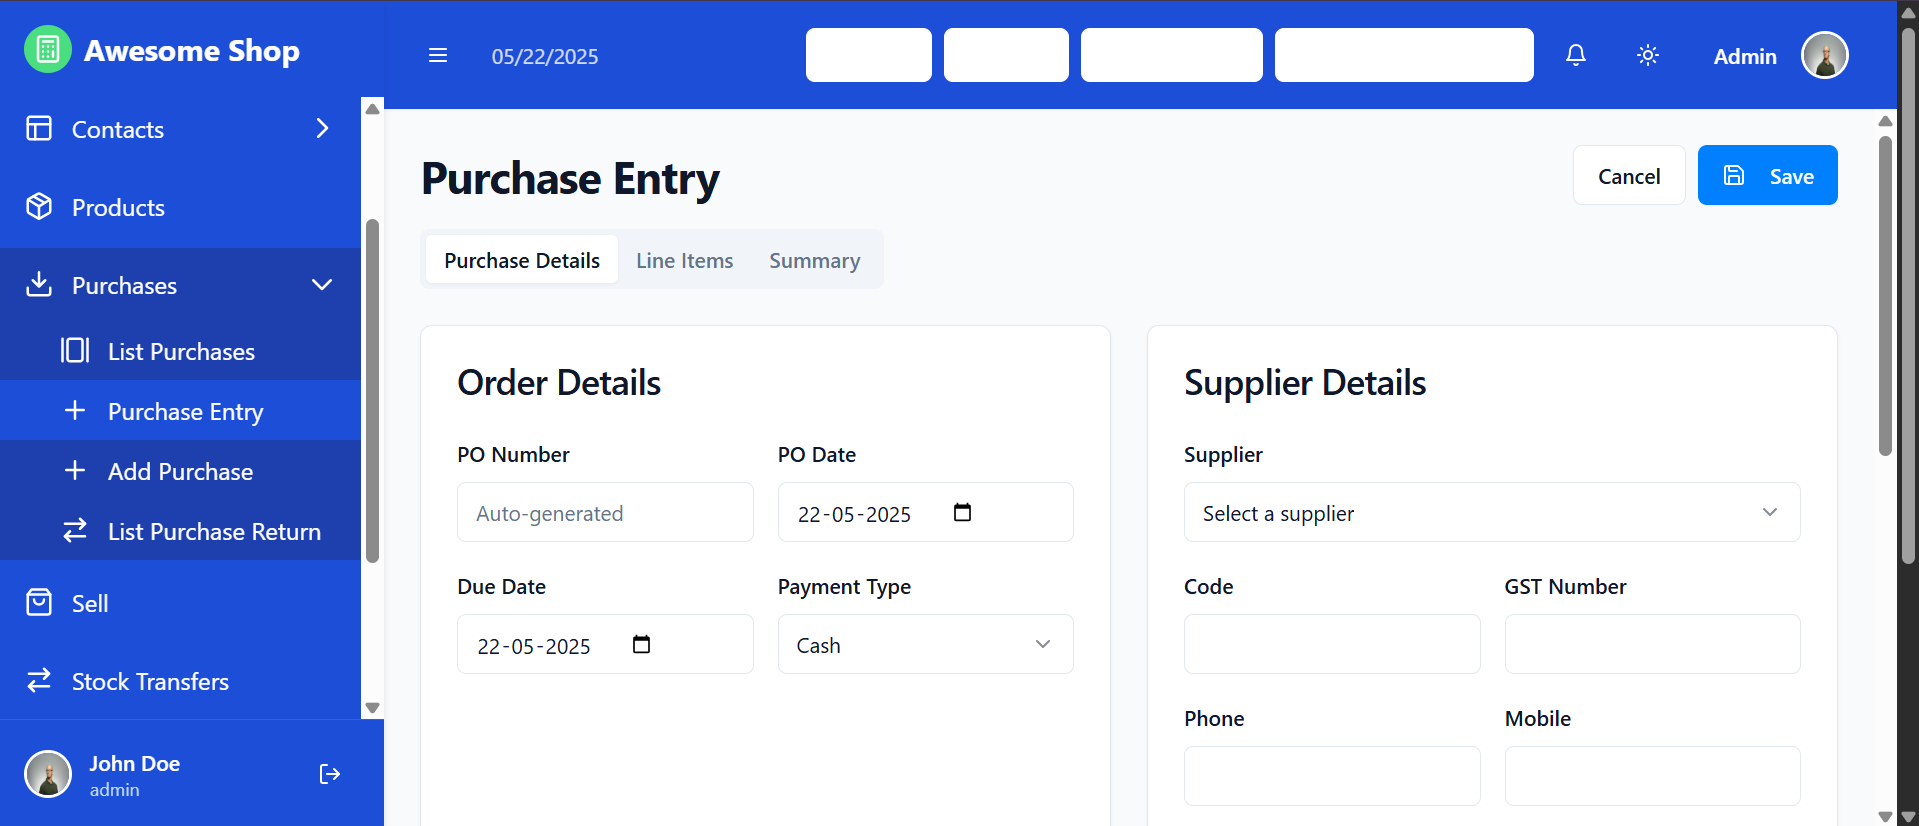 Awesome Shop
Contacts
Products
Purchases
List Purchases
Purchase Entry
Add Purchase
List Purchase Return
Sell
Stock Transfers
John Doe
admin
05/22/2025
Admin
Purchase Entry
Cancel
Save
Purchase Details
Line Items
Summary
Order Details
PO Number
PO Date
Auto-generated
22-05-2025
Due Date
Payment Type
22-05-2025
Cash
Supplier Details
Supplier
Select a supplier
Code
GST Number
Phone
Mobile